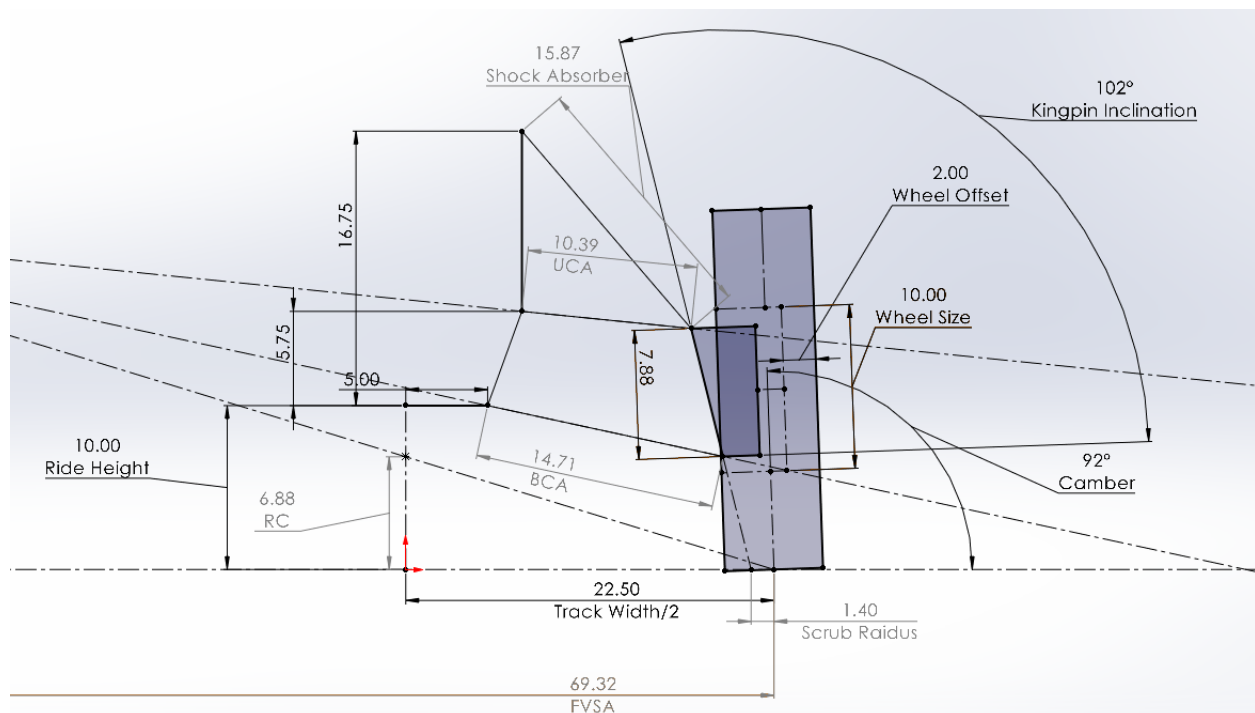 15.87
Shock Absorber
102°
Kingpin Inclination
2.00
Wheel Offset
16.75
10.39
UCA
10.00
Wheel Size
5.75
7.88
5.00
10.00
Ride Height
14.71
BCA
92°
Camber
6.88
RC
22.50
Track Width/2
1.40
Scrub Raidus
69.32
FVSA